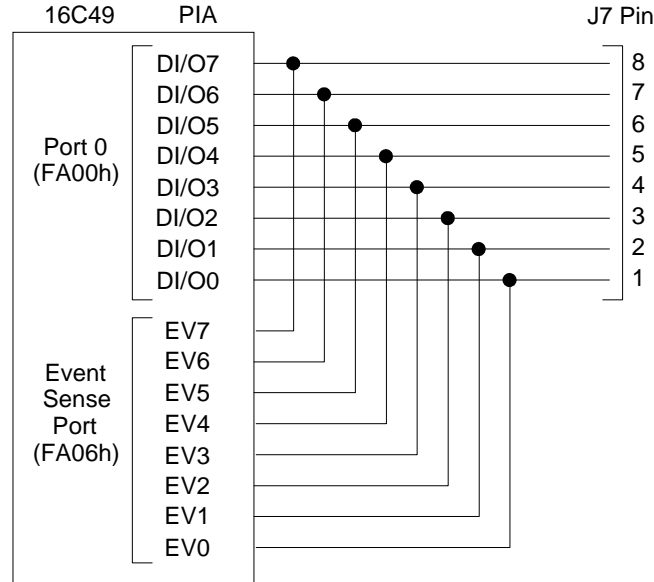 16C49 PIA J7 Pin
DI/O7 8
DI/O6 7
DI/O5 6
DI/O4 5
DI/O3 4
DI/O2 3
DI/O1 2
DI/O0 1
Port 0
(FA00h)
EV7
EV6
EV5
EV4
EV3
EV2
EV1
EV0
Event
Sense
Port
(FA06h)